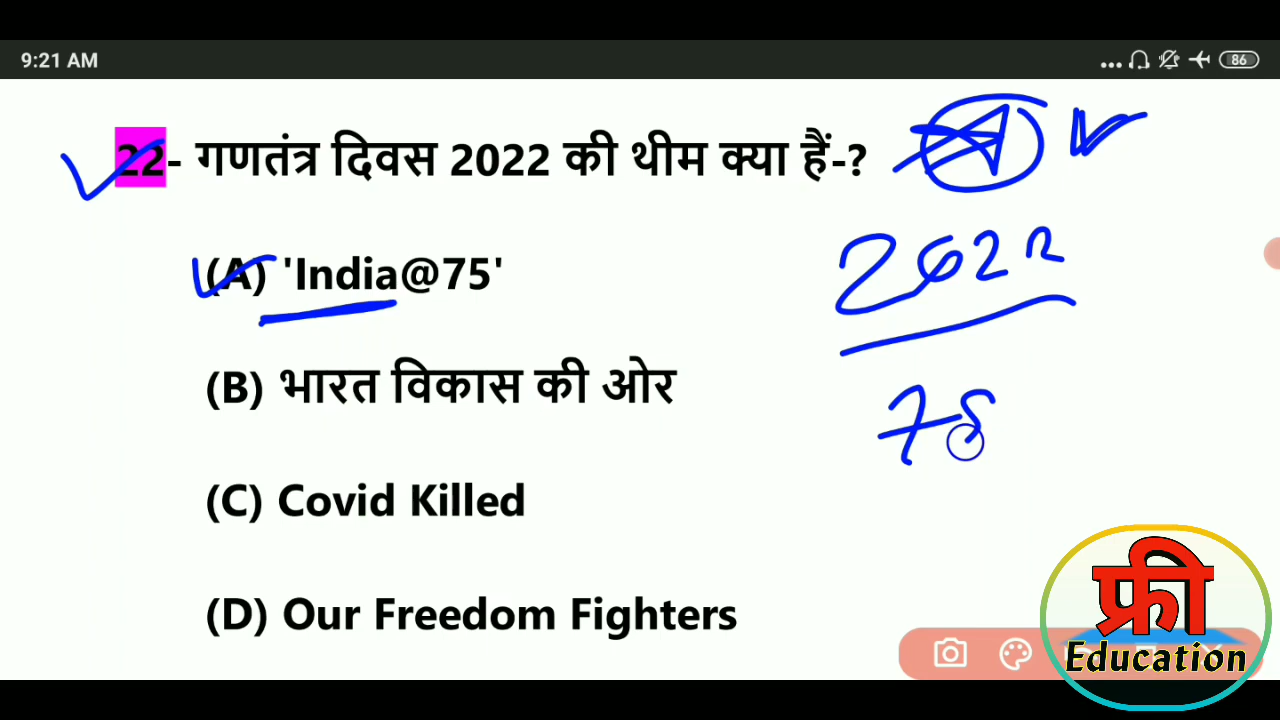 9:21 AM
86
22- गणतंत्र दिवस 2022 की थीम क्या हैं-?
(A) 'India@75'
2022
75
(B) भारत विकास की ओर
(C) Covid Killed
(D) Our Freedom Fighters
फ्री
Education